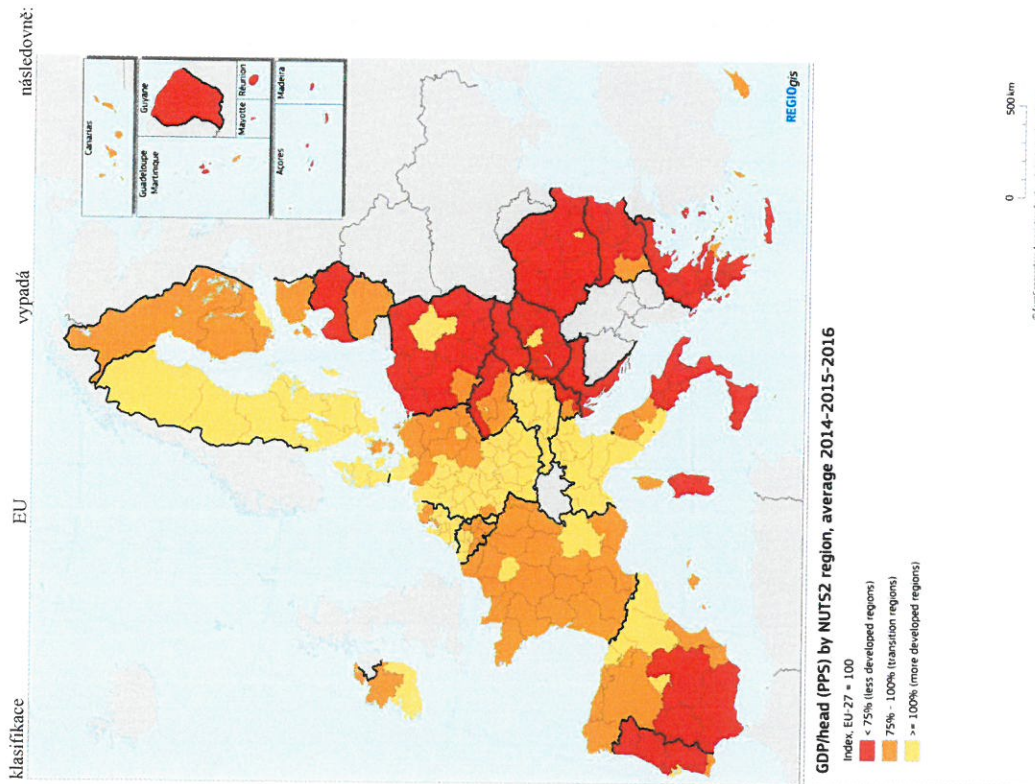 klasifikace EU vypadá následovně:
Canarias
Guadeloupe
Martinique
Guyane
Mayotte
Réunion
Açores
Madeira
REGIOgis
GDP/head (PPS) by NUTS2 region, average 2014-2015-2016
Index, EU-27 = 100
< 75% (less developed regions)
75% - 100% (transition regions)
>= 100% (more developed regions)
0 500 km